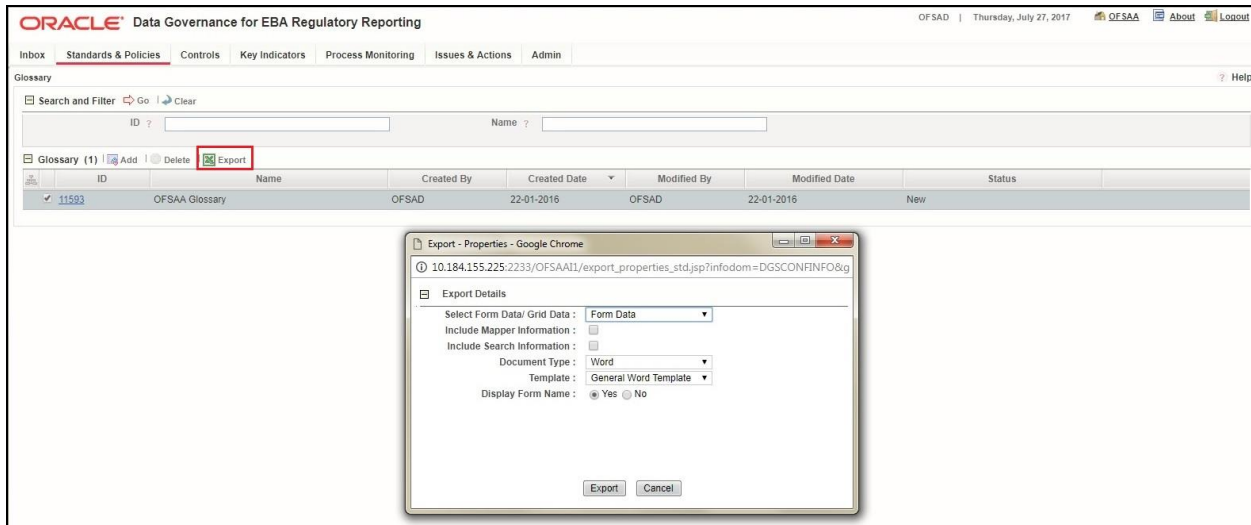 ORACLE® Data Governance for EBA Regulatory Reporting
OFSAD | Thursday, July 27, 2017 OFSAA About Logout
Inbox Standards & Policies Controls Key Indicators Process Monitoring Issues & Actions Admin
Glossary ? Help
Search and Filter Go | Clear
ID ? Name ?
Glossary (1) | Add | Delete | Export
ID Name Created By Created Date Modified By Modified Date Status
11593 OFSAA Glossary OFSAD 22-01-2016 OFSAD 22-01-2016 New
Export - Properties - Google Chrome
10.184.155.225:2233/OFSAAI1/export_properties_std.jsp?infodom=DGSCONFINFO&g
Export Details
Select Form Data/ Grid Data : Form Data
Include Mapper Information :
Include Search Information :
Document Type : Word
Template : General Word Template
Display Form Name : Yes No
Export Cancel